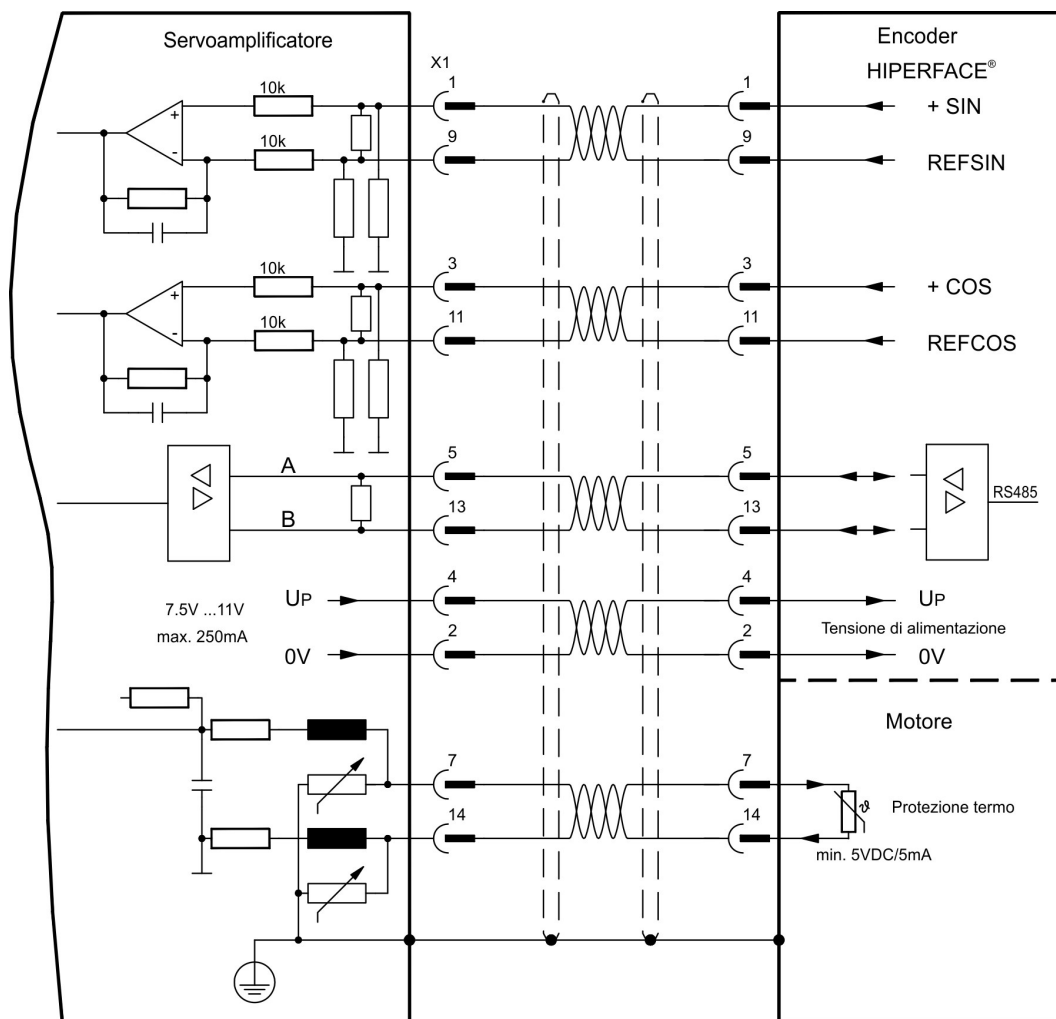 Servoamplificatore
X1
Encoder
HIPERFACE®
10k
1
1
+ SIN
+
-
10k
9
9
REFSIN
10k
3
3
+ COS
+
-
10k
11
11
REFCOS
A
5
5
RS485
B
13
13
7.5V ...11V
max. 250mA
UP
4
4
UP
Tensione di alimentazione
0V
2
2
0V
Motore
7
7
14
14
ϑ
Protezione termo
min. 5VDC/5mA